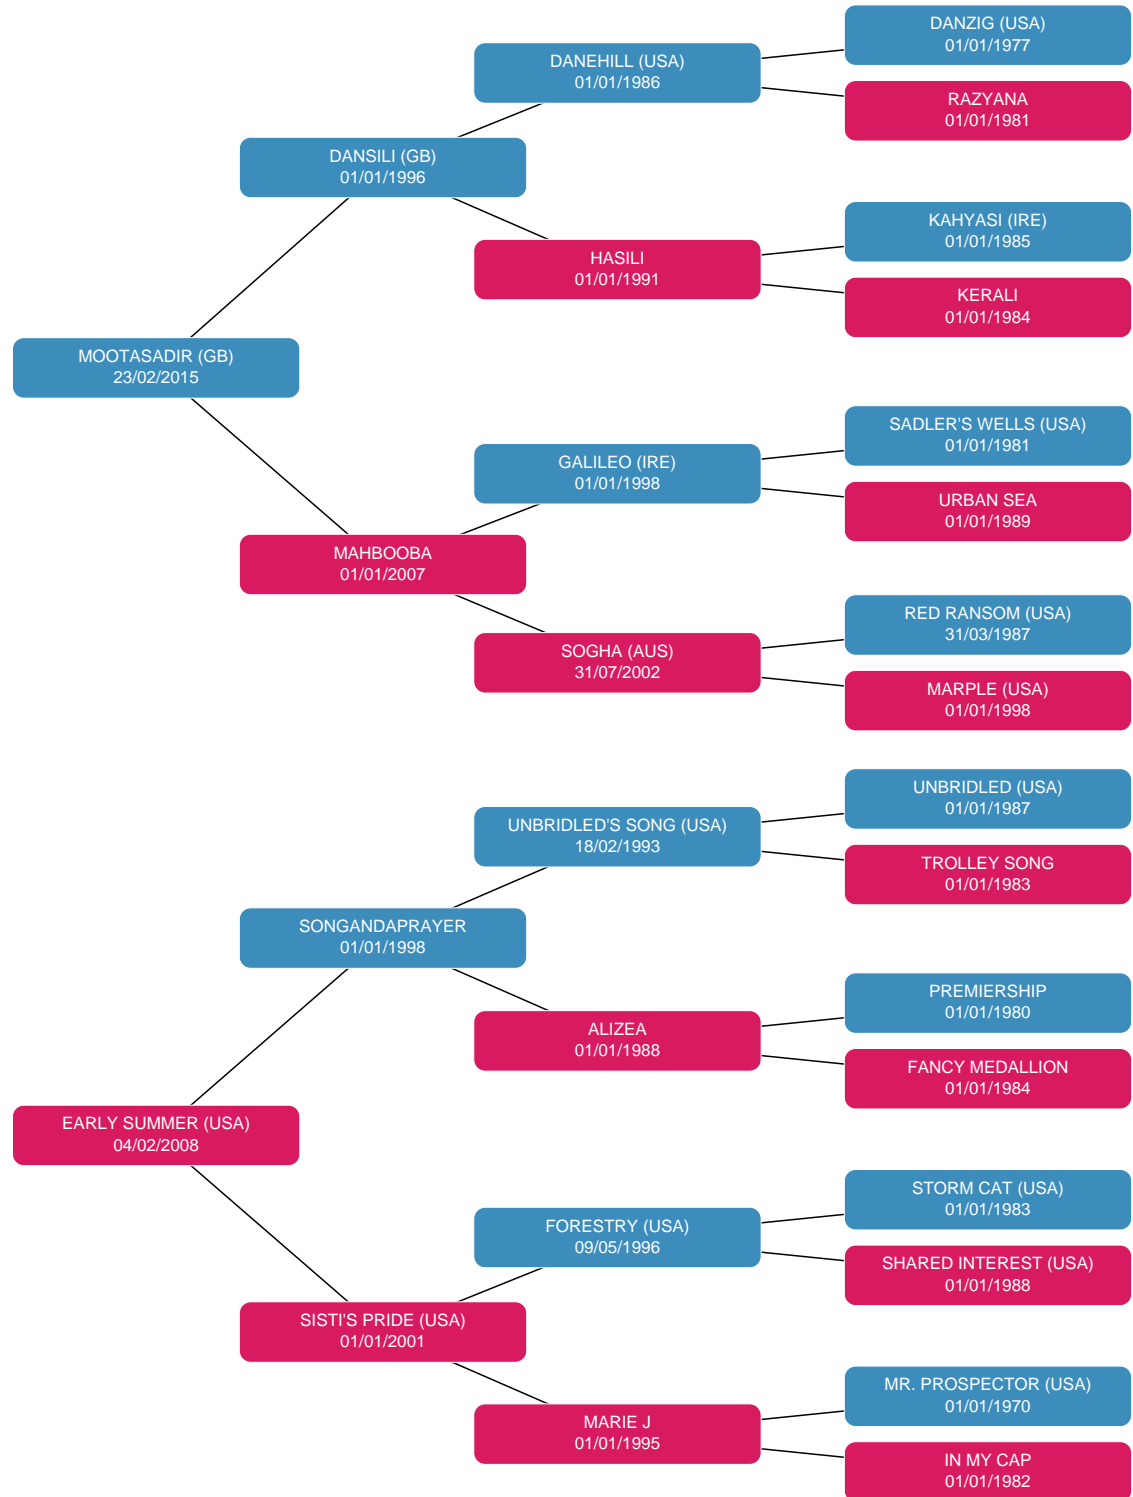 DANZIG (USA)
01/01/1977
DANEHILL (USA)
01/01/1986
RAZYANA
01/01/1981
DANSILI (GB)
01/01/1996
KAHYASI (IRE)
01/01/1985
HASILI
01/01/1991
KERALI
01/01/1984
MOOTASADIR (GB)
23/02/2015
SADLER'S WELLS (USA)
01/01/1981
GALILEO (IRE)
01/01/1998
URBAN SEA
01/01/1989
MAHBOOBA
01/01/2007
RED RANSOM (USA)
31/03/1987
SOGHA (AUS)
31/07/2002
MARPLE (USA)
01/01/1998
UNBRIDLED (USA)
01/01/1987
UNBRIDLED'S SONG (USA)
18/02/1993
TROLLEY SONG
01/01/1983
SONGANDAPRAYER
01/01/1998
PREMIERSHIP
01/01/1980
ALIZEA
01/01/1988
FANCY MEDALLION
01/01/1984
EARLY SUMMER (USA)
04/02/2008
STORM CAT (USA)
01/01/1983
FORESTRY (USA)
09/05/1996
SHARED INTEREST (USA)
01/01/1988
SISTI'S PRIDE (USA)
01/01/2001
MR. PROSPECTOR (USA)
01/01/1970
MARIE J
01/01/1995
IN MY CAP
01/01/1982